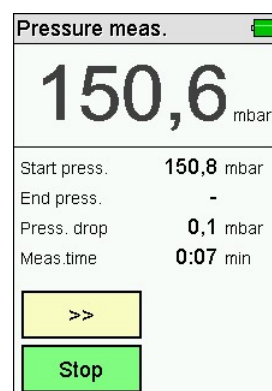 Pressure meas.
150,6 mbar
Start press. 150,8 mbar
End press. -
Press. drop 0,1 mbar
Meas.time 0:07 min
>>
Stop